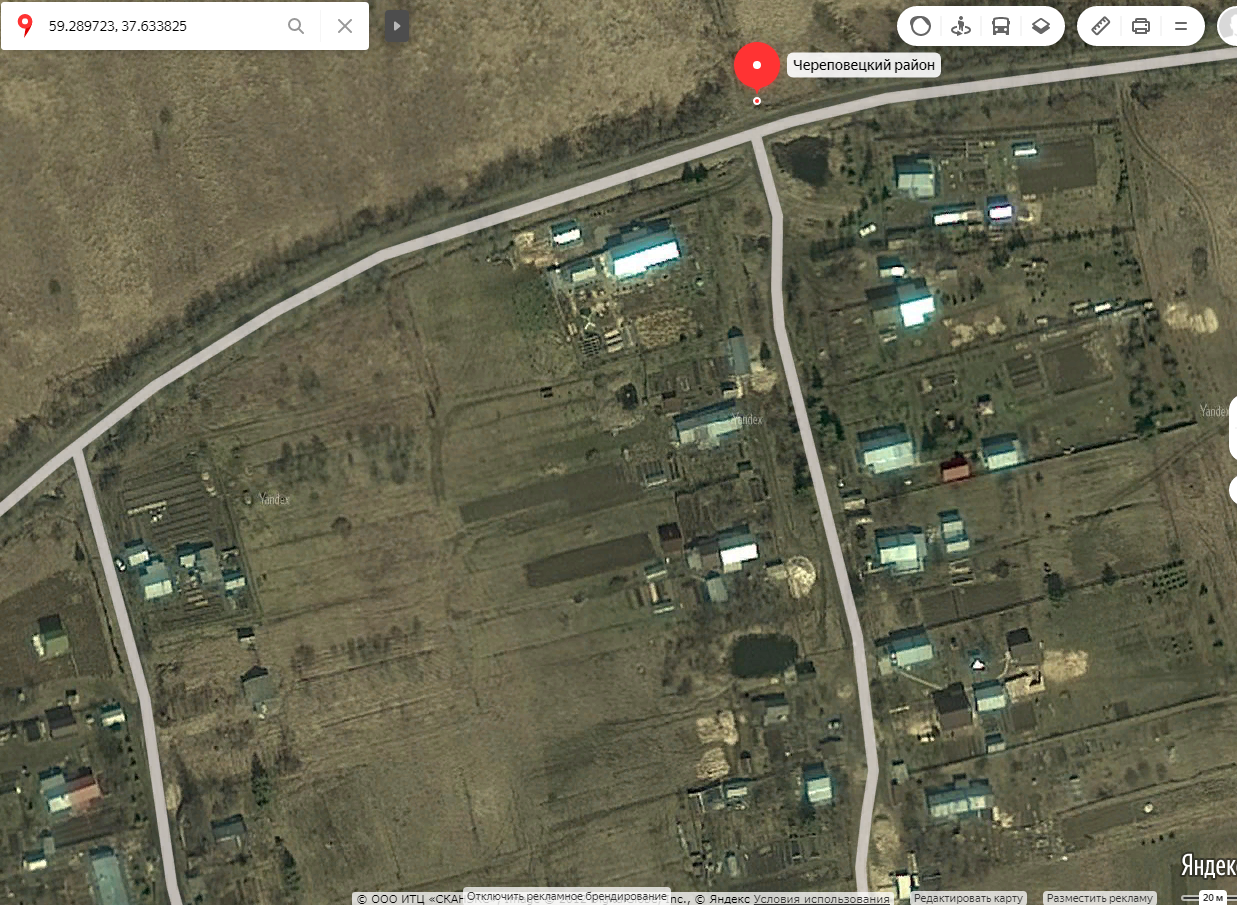 59.289723, 37.633825
Череповецкий район
Yandex
Yandex
Yandex
Яндек
© ООО ИТЦ «СКАН
Отключить рекламное брендирование
Inc., © Яндекс Условия использования
Редактировать карту
Разместить рекламу
20 м